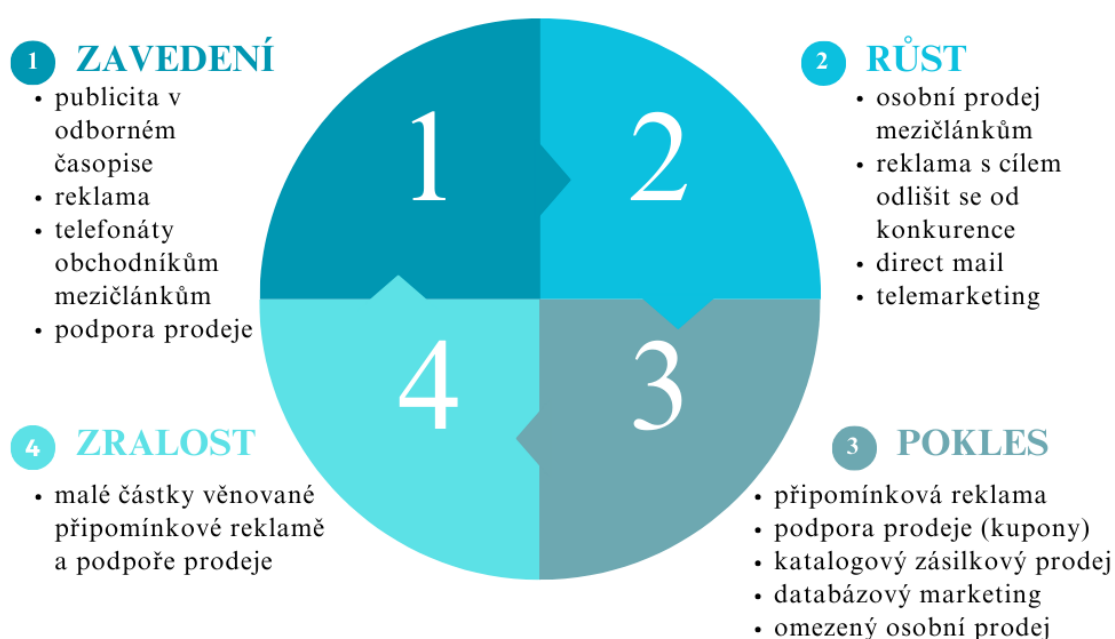 1 ZAVEDENÍ
• publicita v
odborném
časopise
• reklama
• telefonáty
obchodníkům
mezičlánkům
• podpora prodeje
1
2
2 RŮST
• osobní prodej
mezičlánkům
• reklama s cílem
odlišit se od
konkurence
• direct mail
• telemarketing
4
3
4 ZRALOST
• malé částky věnované
připomínkové reklamě
a podpoře prodeje
3 POKLES
• připomínková reklama
• podpora prodeje (kupony)
• katalogový zásilkový prodej
• databázový marketing
• omezený osobní prodej